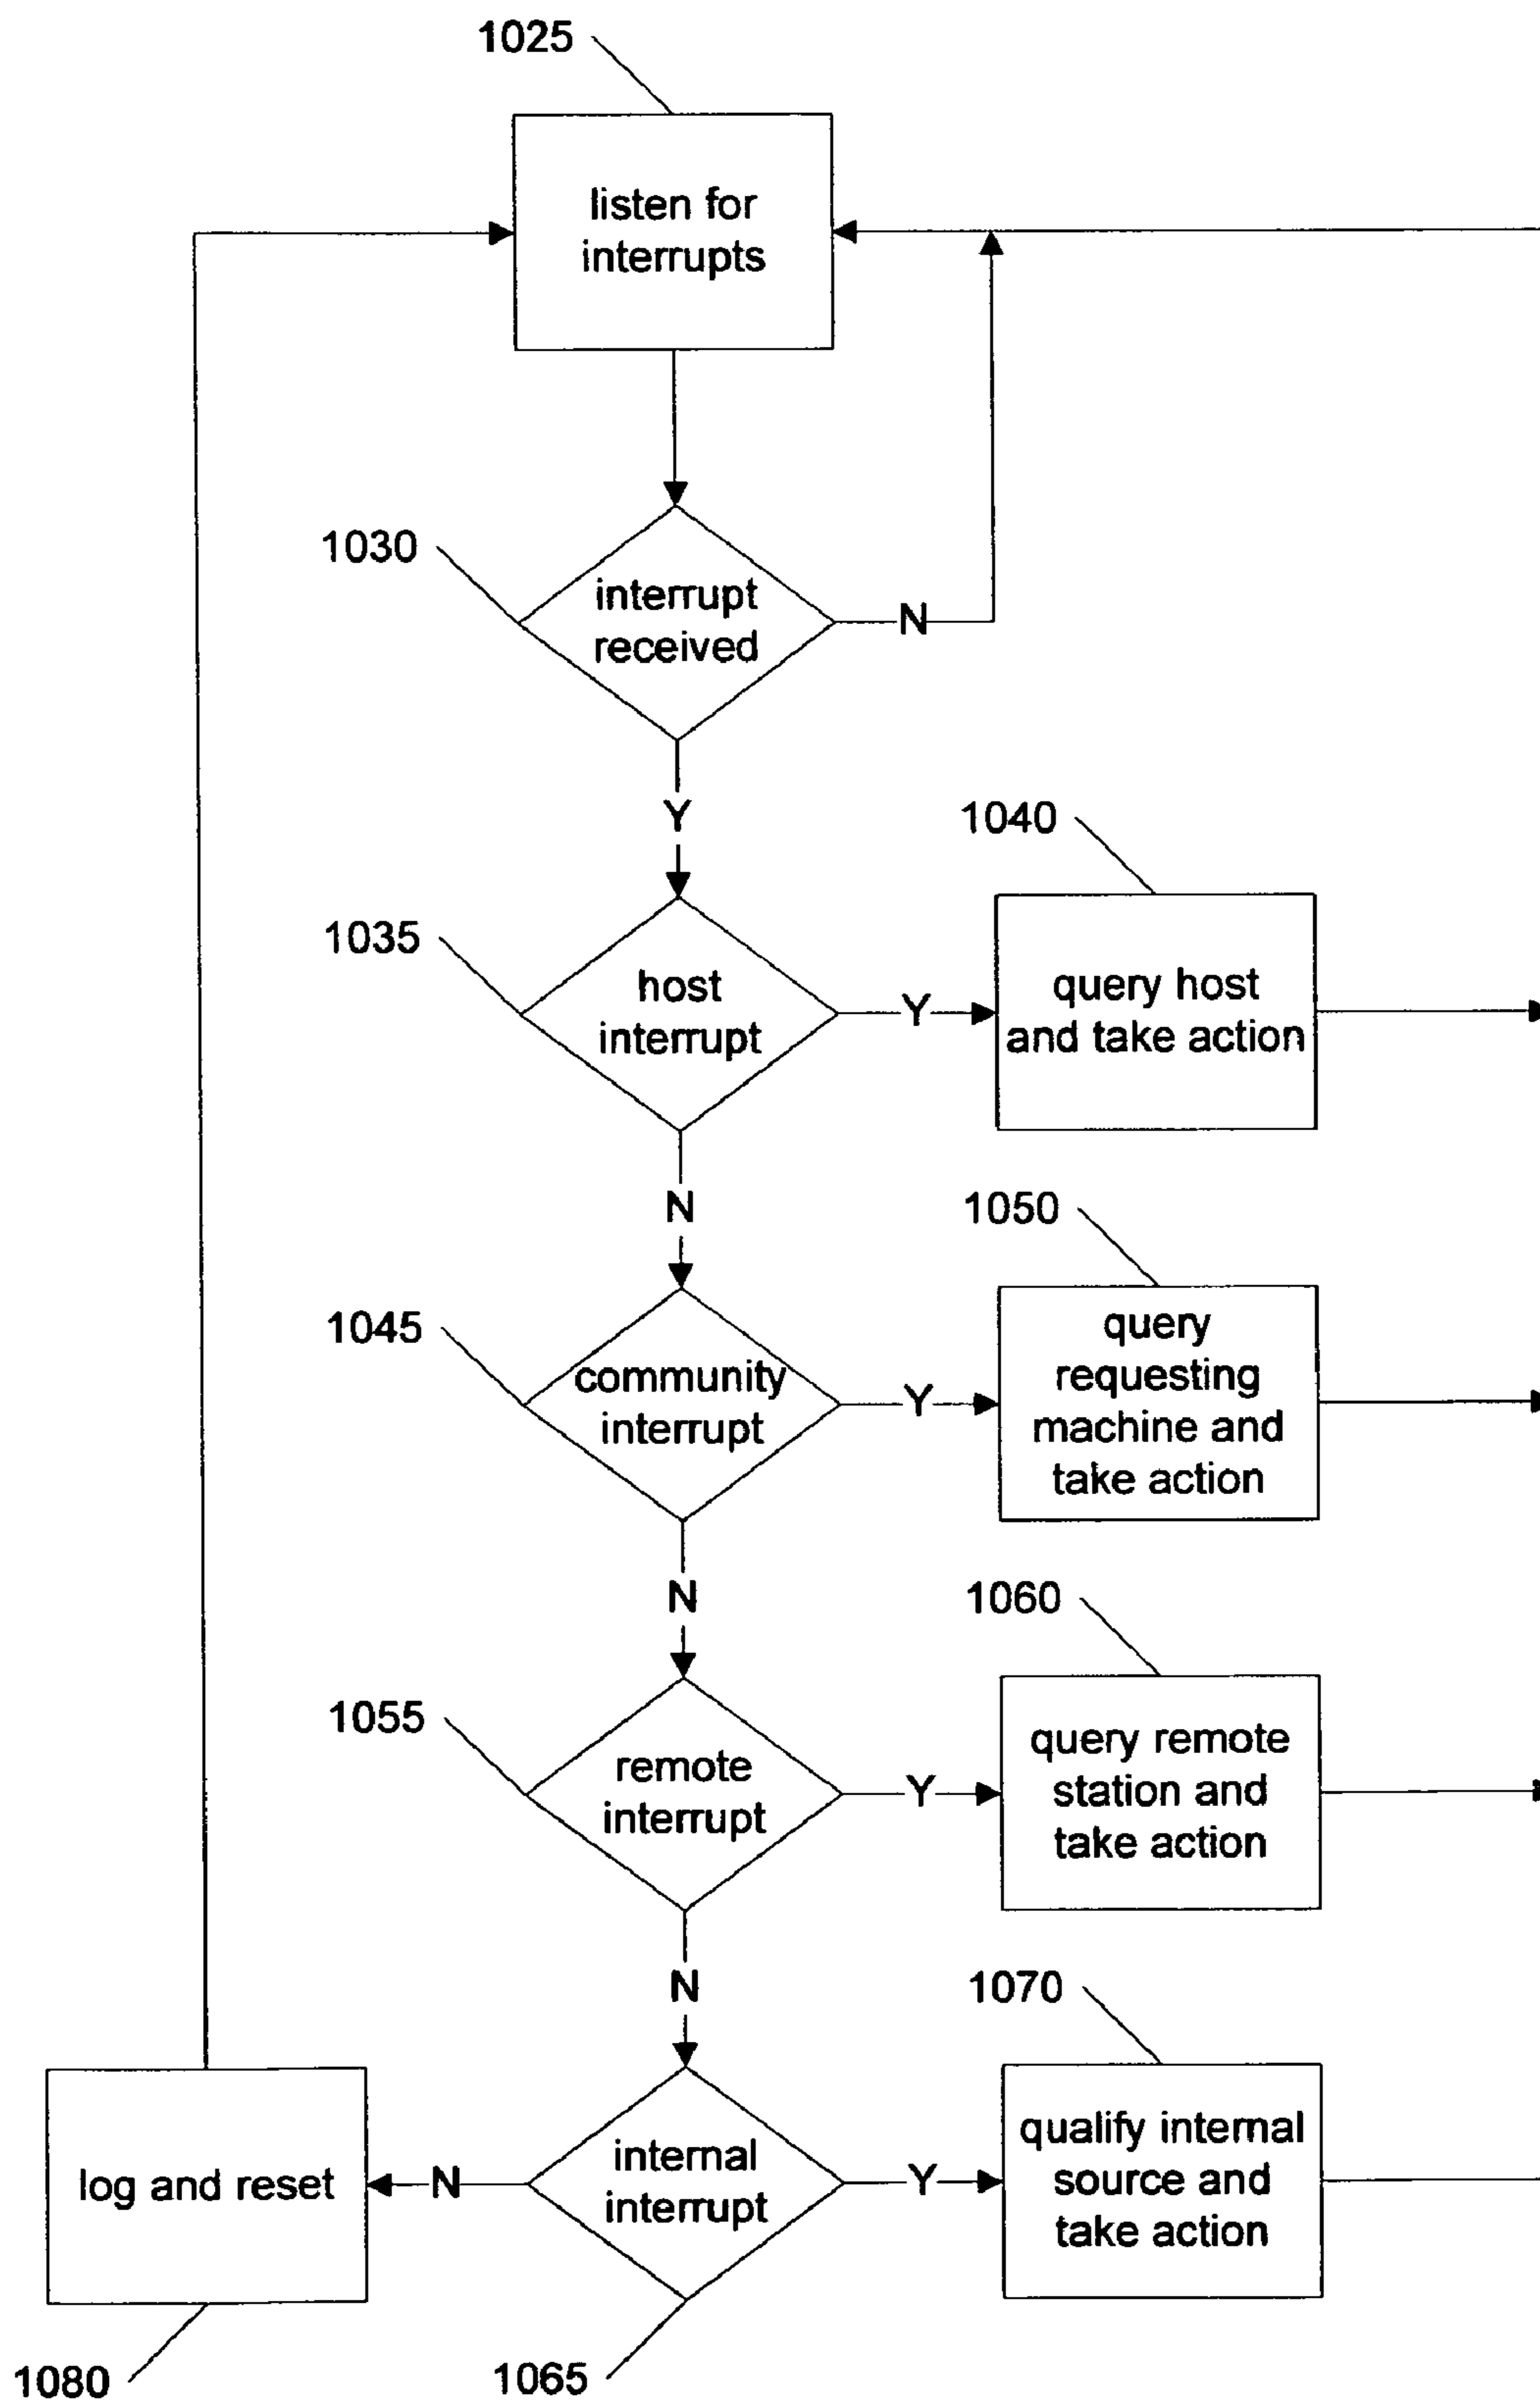 1025
listen for
interrupts
1030
interrupt
received
N
Y
1035
host
interrupt
Y
1040
query host
and take action
N
1045
community
interrupt
Y
1050
query
requesting
machine and
take action
N
1055
remote
interrupt
Y
1060
query remote
station and
take action
N
1065
internal
interrupt
Y
1070
qualify internal
source and
take action
N
log and reset
1080